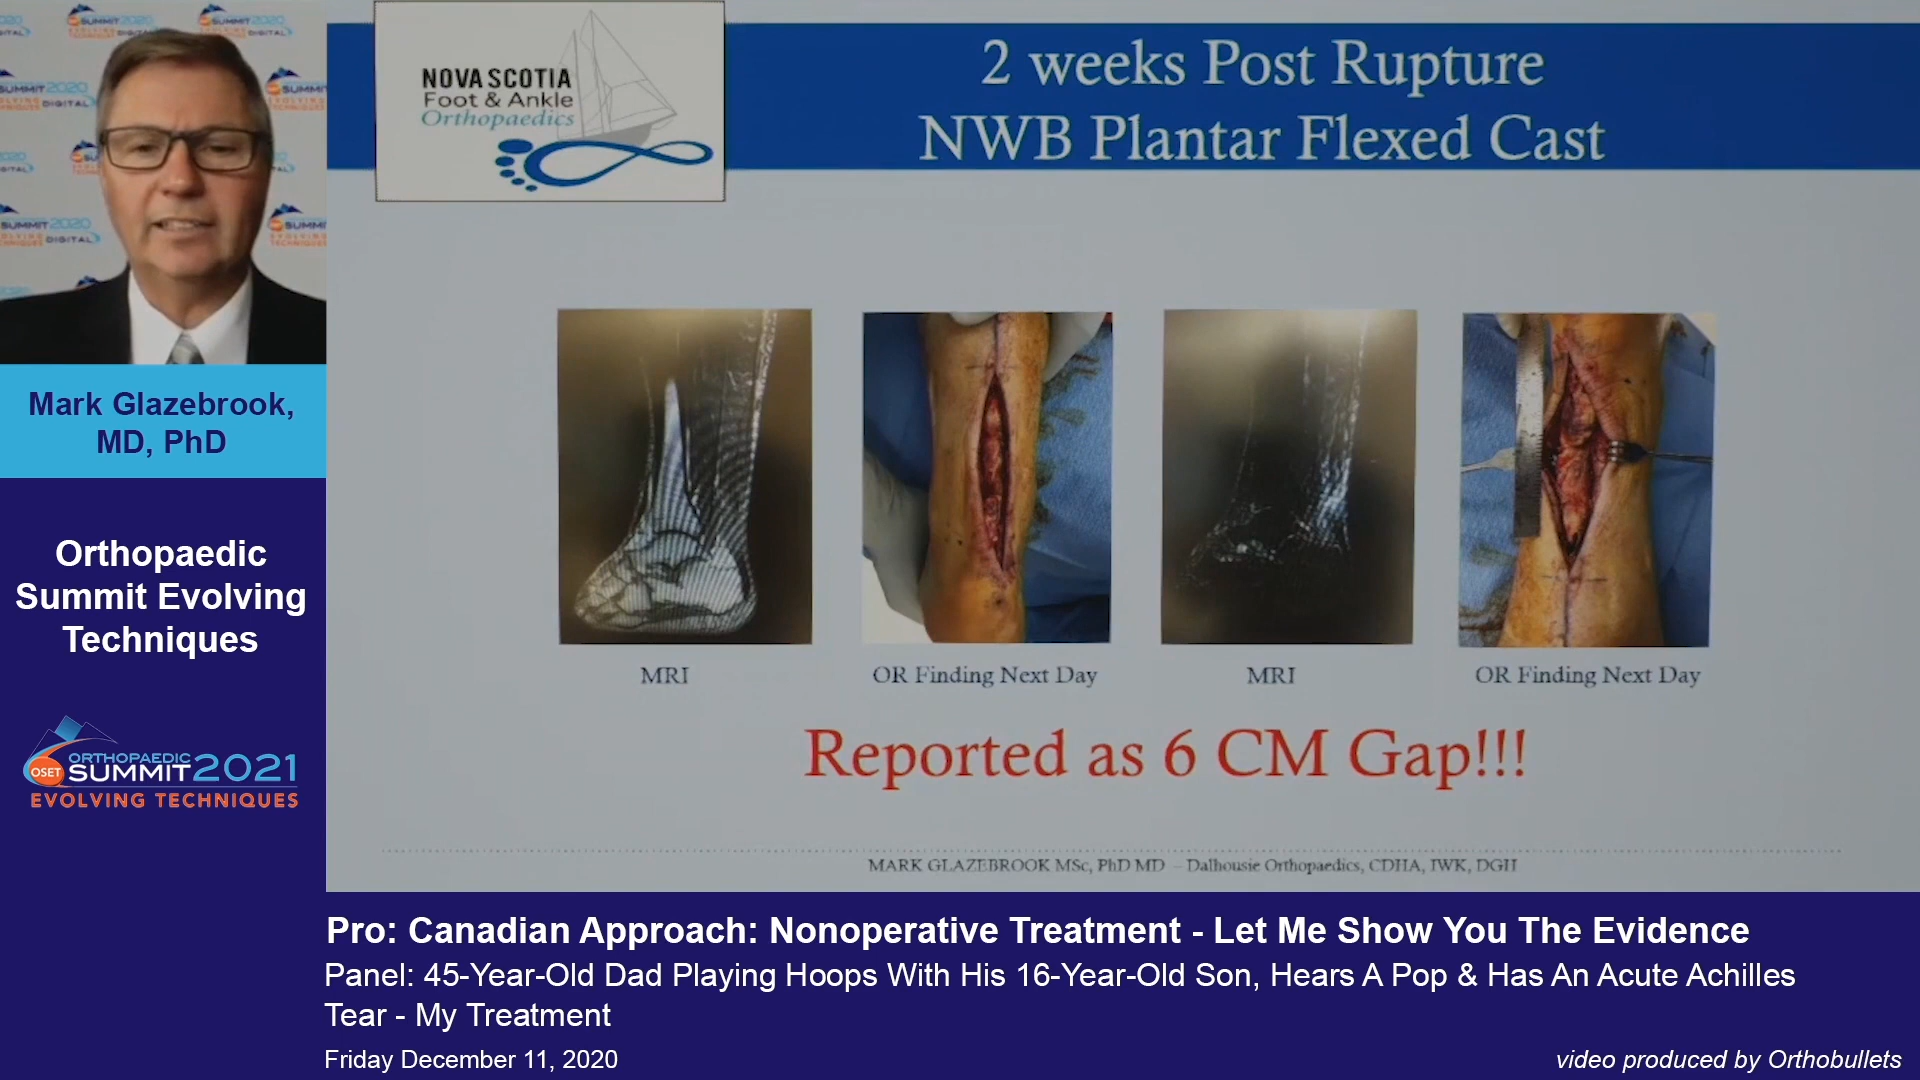 NOVA SCOTIA
Foot & Ankle
Orthopaedics
2 weeks Post Rupture
NWB Plantar Flexed Cast
Mark Glazebrook,
MD, PhD
Orthopaedic
Summit Evolving
Techniques
OSET
ORTHOPAEDIC
SUMMIT 2021
EVOLVING TECHNIQUES
MRI
OR Finding Next Day
MRI
OR Finding Next Day
Reported as 6 CM Gap!!!
MARK GLAZEBROOK MSc, PhD MD – Dalhousie Orthopaedics, CDHA, IWK, DGH
Pro: Canadian Approach: Nonoperative Treatment - Let Me Show You The Evidence
Panel: 45-Year-Old Dad Playing Hoops With His 16-Year-Old Son, Hears A Pop & Has An Acute Achilles
Tear - My Treatment
Friday December 11, 2020
video produced by Orthobullets